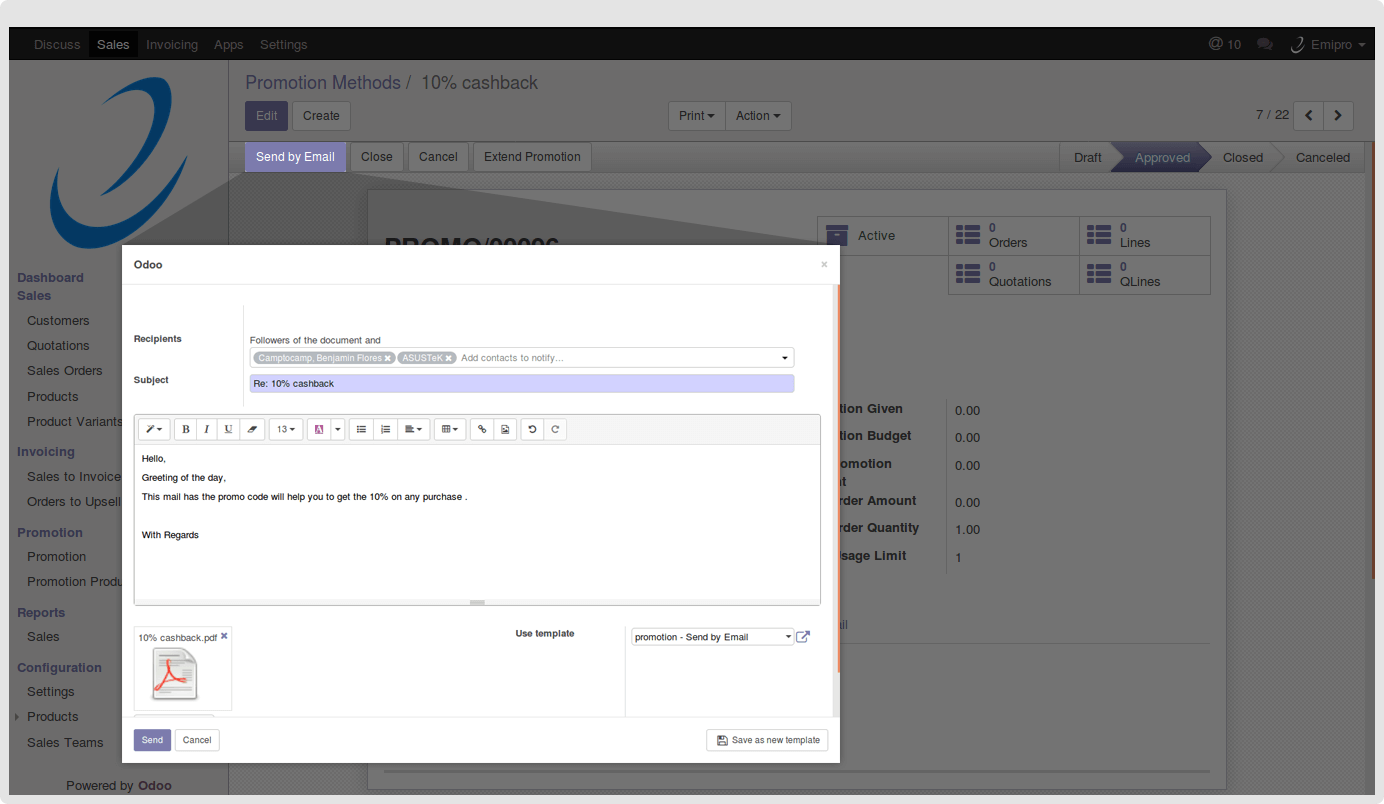 Discuss Sales Invoicing Apps Settings @ 10 Emipro
Promotion Methods / 10% cashback
Edit Create Print Action 7 / 22
Send by Email Close Cancel Extend Promotion Draft Approved Closed Canceled
Active 0 Orders 0 Lines
0 Quotations 0 QLines
Dashboard
Sales
Customers
Quotations
Sales Orders
Products
Product Variants
Invoicing
Sales to Invoice
Orders to Upsell
Promotion
Promotion
Promotion Produ
Reports
Sales
Configuration
Settings
Products
Sales Teams
Powered by Odoo
Odoo ×
Recipients
Followers of the document and
Camptocamp, Benjamin Flores × ASUSTeK × Add contacts to notify...
Subject
Re: 10% cashback
B I U 13 A
Hello,
Greeting of the day,
This mail has the promo code will help you to get the 10% on any purchase .
With Regards
10% cashback.pdf ×
Use template promotion - Send by Email
Send Cancel Save as new template
tion Given 0.00
tion Budget 0.00
omotion 0.00
t
rder Amount 0.00
rder Quantity 1.00
sage Limit 1